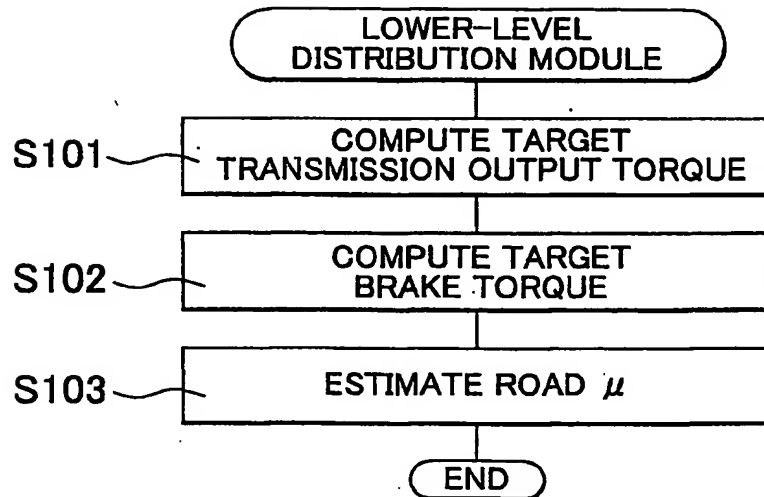 LOWER-LEVEL
DISTRIBUTION MODULE
S101
COMPUTE TARGET
TRANSMISSION OUTPUT TORQUE
S102
COMPUTE TARGET
BRAKE TORQUE
S103
ESTIMATE ROAD μ
END